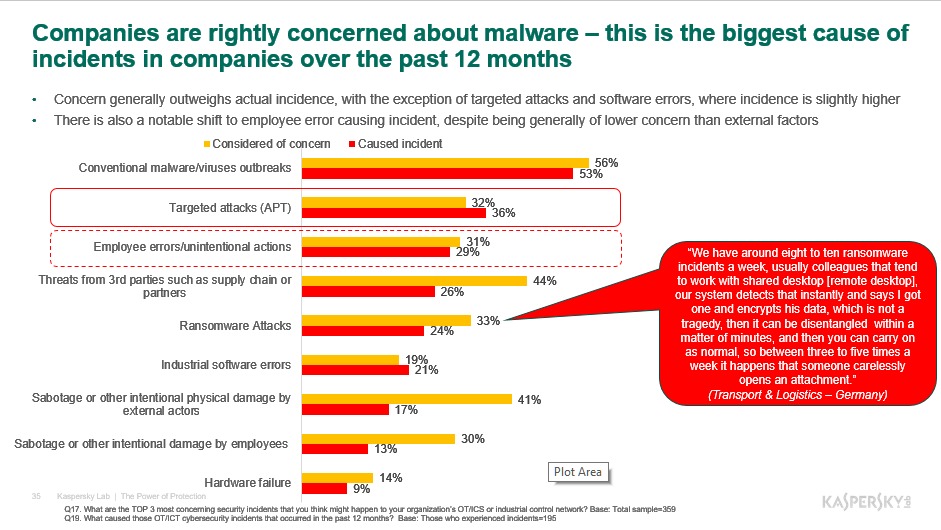 Companies are rightly concerned about malware – this is the biggest cause of
incidents in companies over the past 12 months
• Concern generally outweighs actual incidence, with the exception of targeted attacks and software errors, where incidence is slightly higher
• There is also a notable shift to employee error causing incident, despite being generally of lower concern than external factors
Considered of concern Caused incident
Conventional malware/viruses outbreaks 56%
53%
Targeted attacks (APT) 32%
36%
Employee errors/unintentional actions 31%
29%
Threats from 3rd parties such as supply chain or
partners
44%
26%
Ransomware Attacks 33%
24%
Industrial software errors 19%
21%
Sabotage or other intentional physical damage by
external actors
41%
17%
Sabotage or other intentional damage by employees 30%
13%
Hardware failure 14%
9%
“We have around eight to ten ransomware
incidents a week, usually colleagues that tend
to work with shared desktop [remote desktop],
our system detects that instantly and says I got
one and encrypts his data, which is not a
tragedy, then it can be disentangled within a
matter of minutes, and then you can carry on
as normal, so between three to five times a
week it happens that someone carelessly
opens an attachment.”
(Transport & Logistics – Germany)
Plot Area
35 Kaspersky Lab | The Power of Protection
KASPERSKY LAB
Q17. What are the TOP 3 most concerning security incidents that you think might happen to your organization's OT/ICS or industrial control network? Base: Total sample=359
Q19. What caused those OT/ICT cybersecurity incidents that occurred in the past 12 months? Base: Those who experienced incidents=195